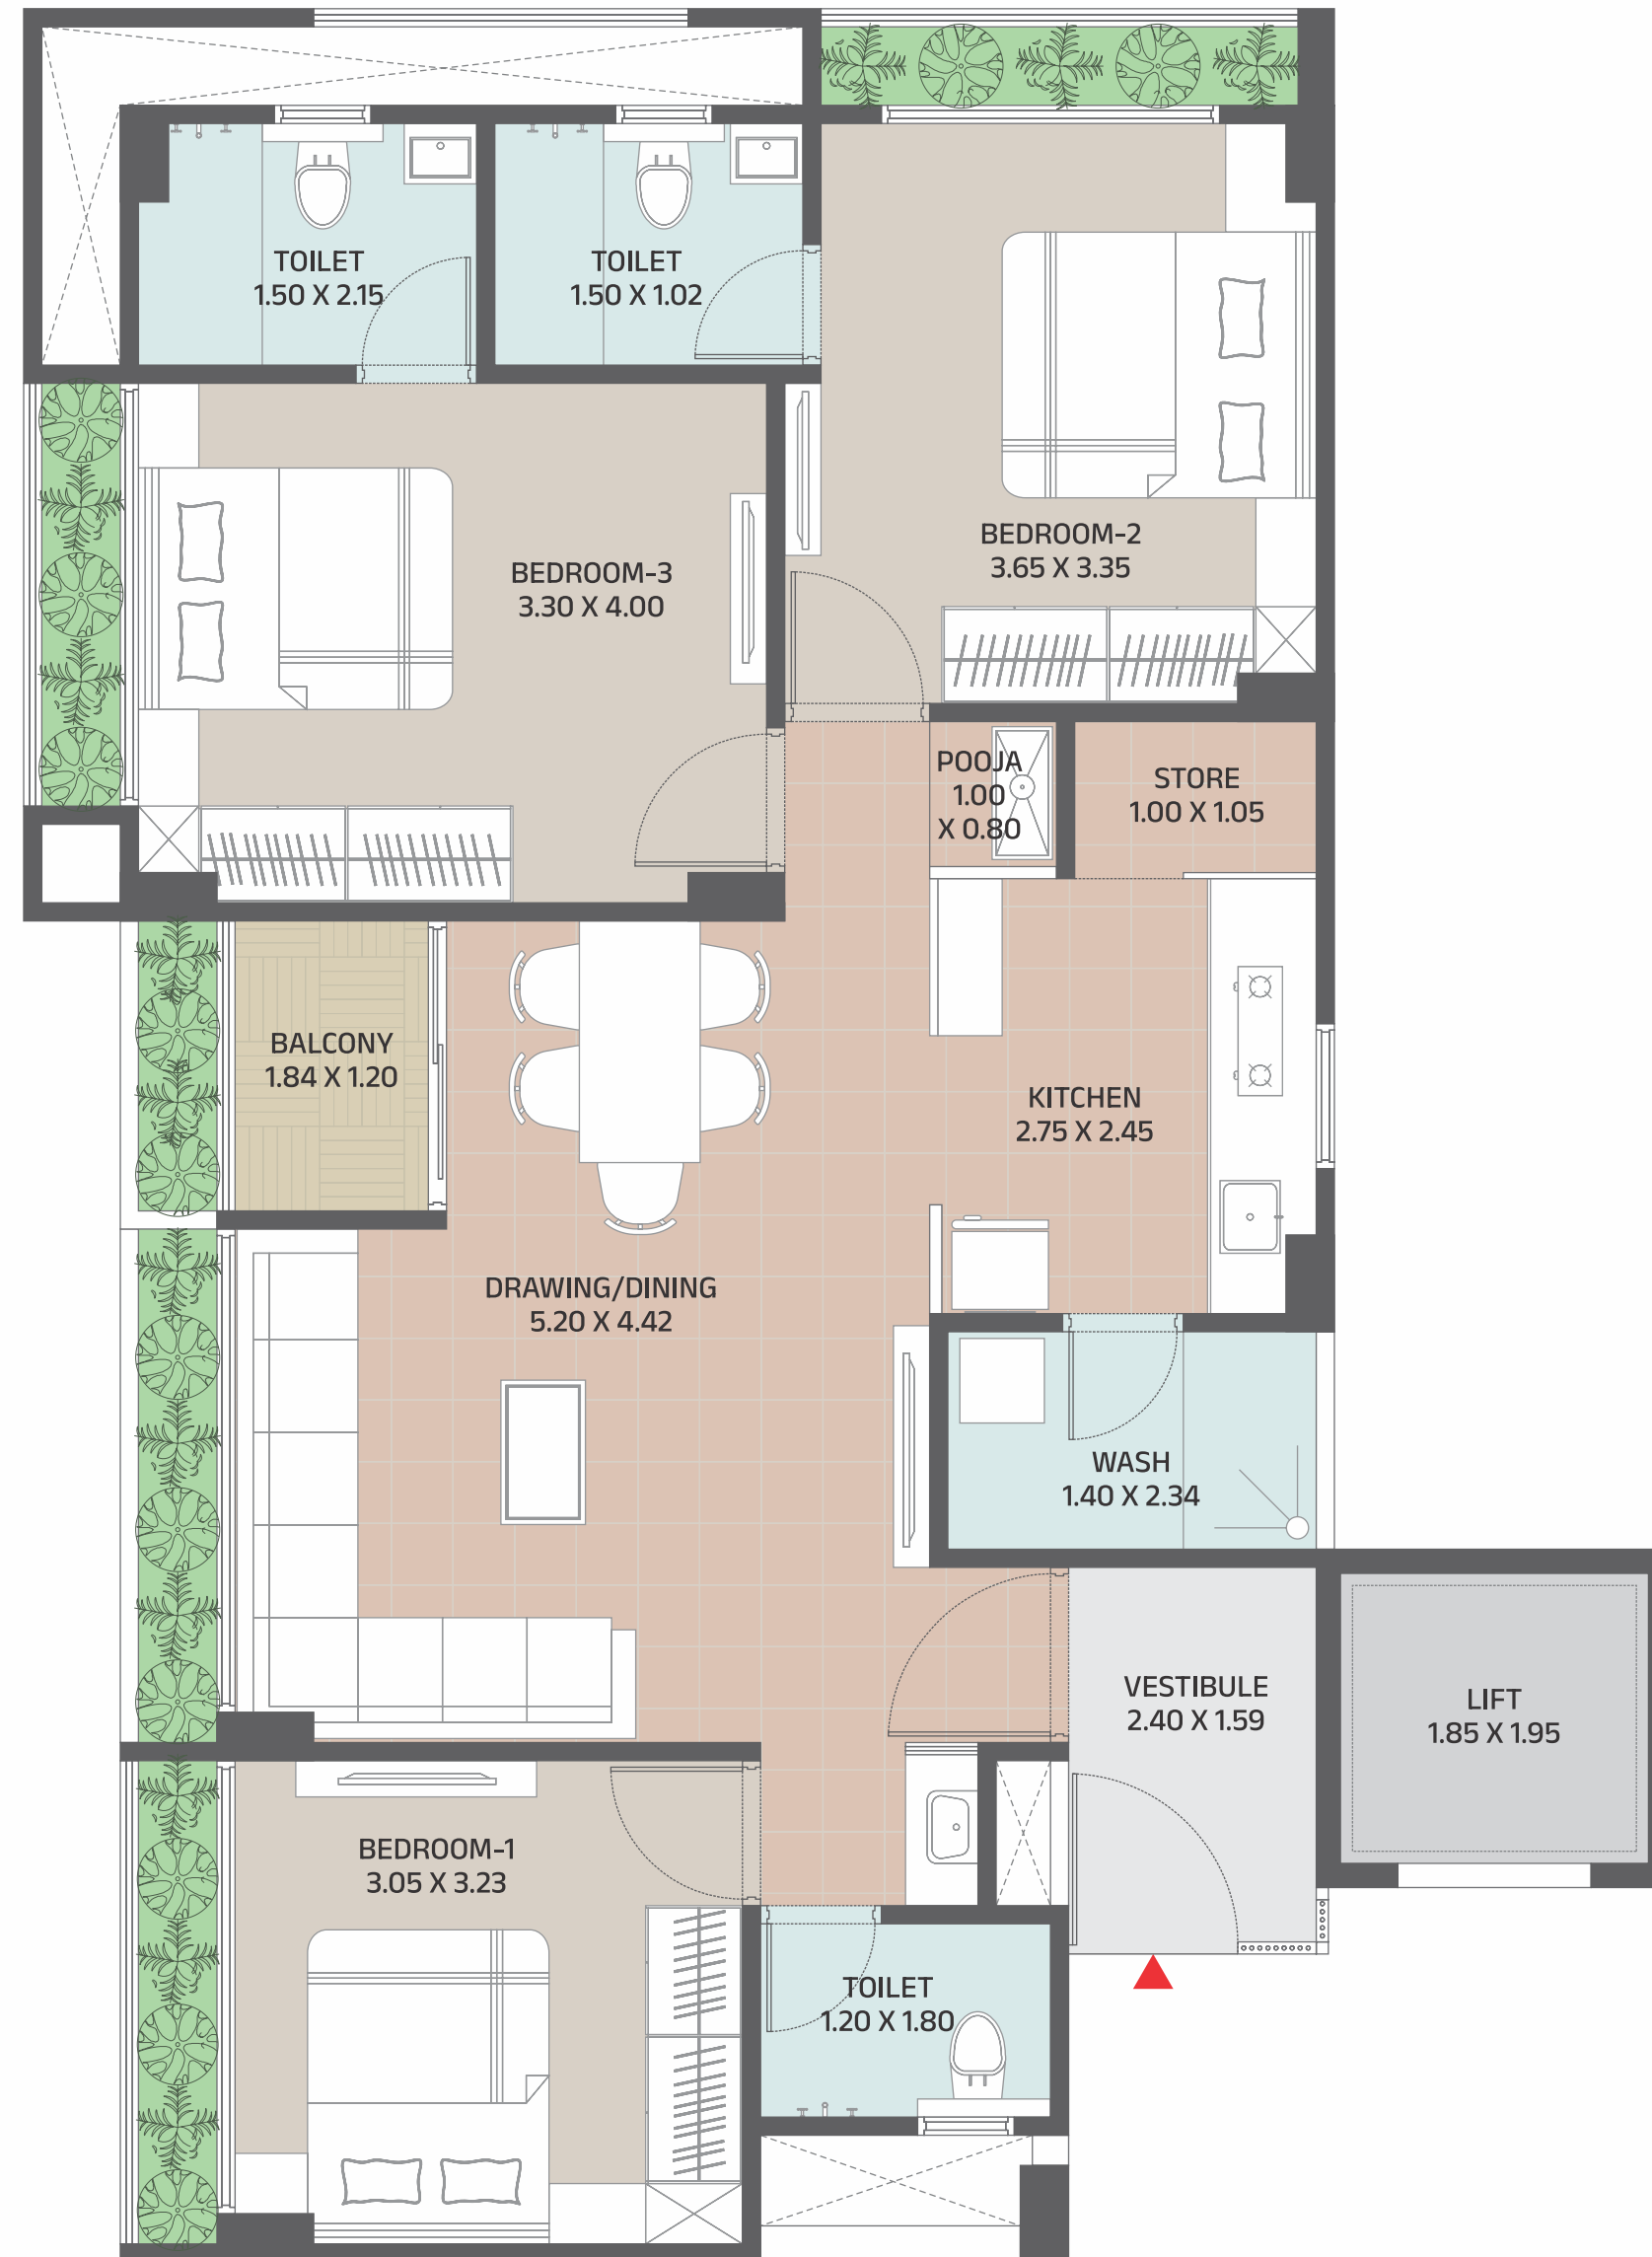 TOILET
1.50 X 2.15
TOILET
1.50 X 1.02
BEDROOM-2
3.65 X 3.35
BEDROOM-3
3.30 X 4.00
POOJA
1.00
X 0.80
STORE
1.00 X 1.05
BALCONY
1.84 X 1.20
KITCHEN
2.75 X 2.45
DRAWING/DINING
5.20 X 4.42
WASH
1.40 X 2.34
VESTIBULE
2.40 X 1.59
LIFT
1.85 X 1.95
BEDROOM-1
3.05 X 3.23
TOILET
1.20 X 1.80